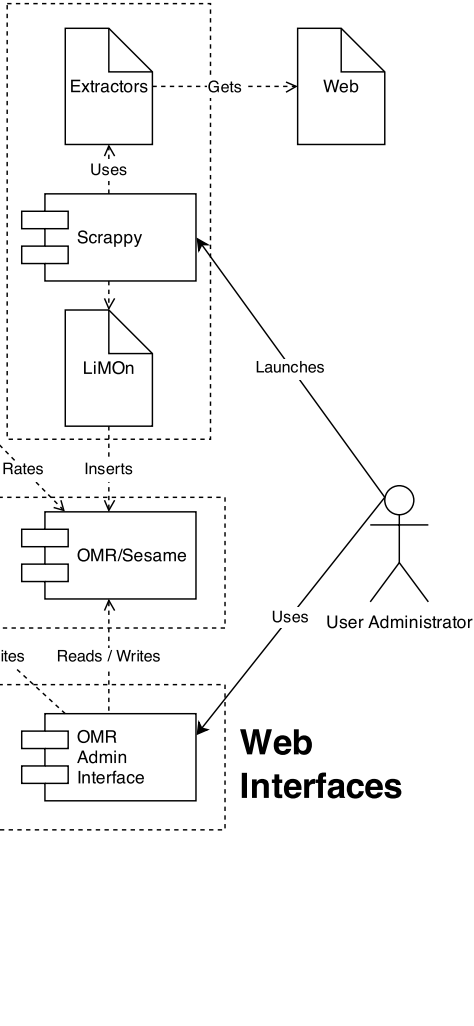 Extractors
Gets
Web
Uses
Scrappy
LiMOn
Launches
Rates
Inserts
OMR/Sesame
Uses
User Administrator
ites
Reads / Writes
OMR
Admin
Interface
Web
Interfaces